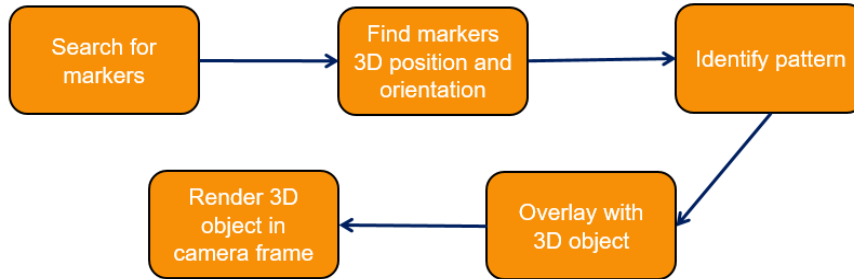 Search for
markers
Find markers
3D position and
orientation
Identify pattern
Overlay with
3D object
Render 3D
object in
camera frame